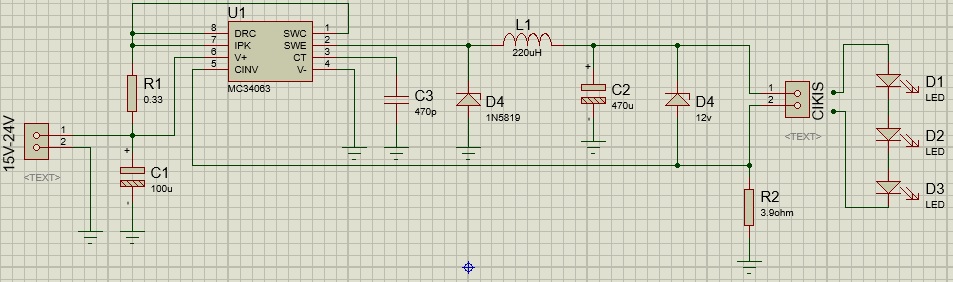 U1
8 DRC SWC 1
7 IPK SWE 2
6 V+ CT 3
5 CINV V- 4
MC34063
R1
0.33
15V-24V
1
2
<TEXT>
+
C1
100u
-
C3
470p
D4
1N5819
L1
220uH
+
C2
470u
-
D4
12v
1
2
CIKIS
<TEXT>
R2
3.9ohm
D1
LED
D2
LED
D3
LED